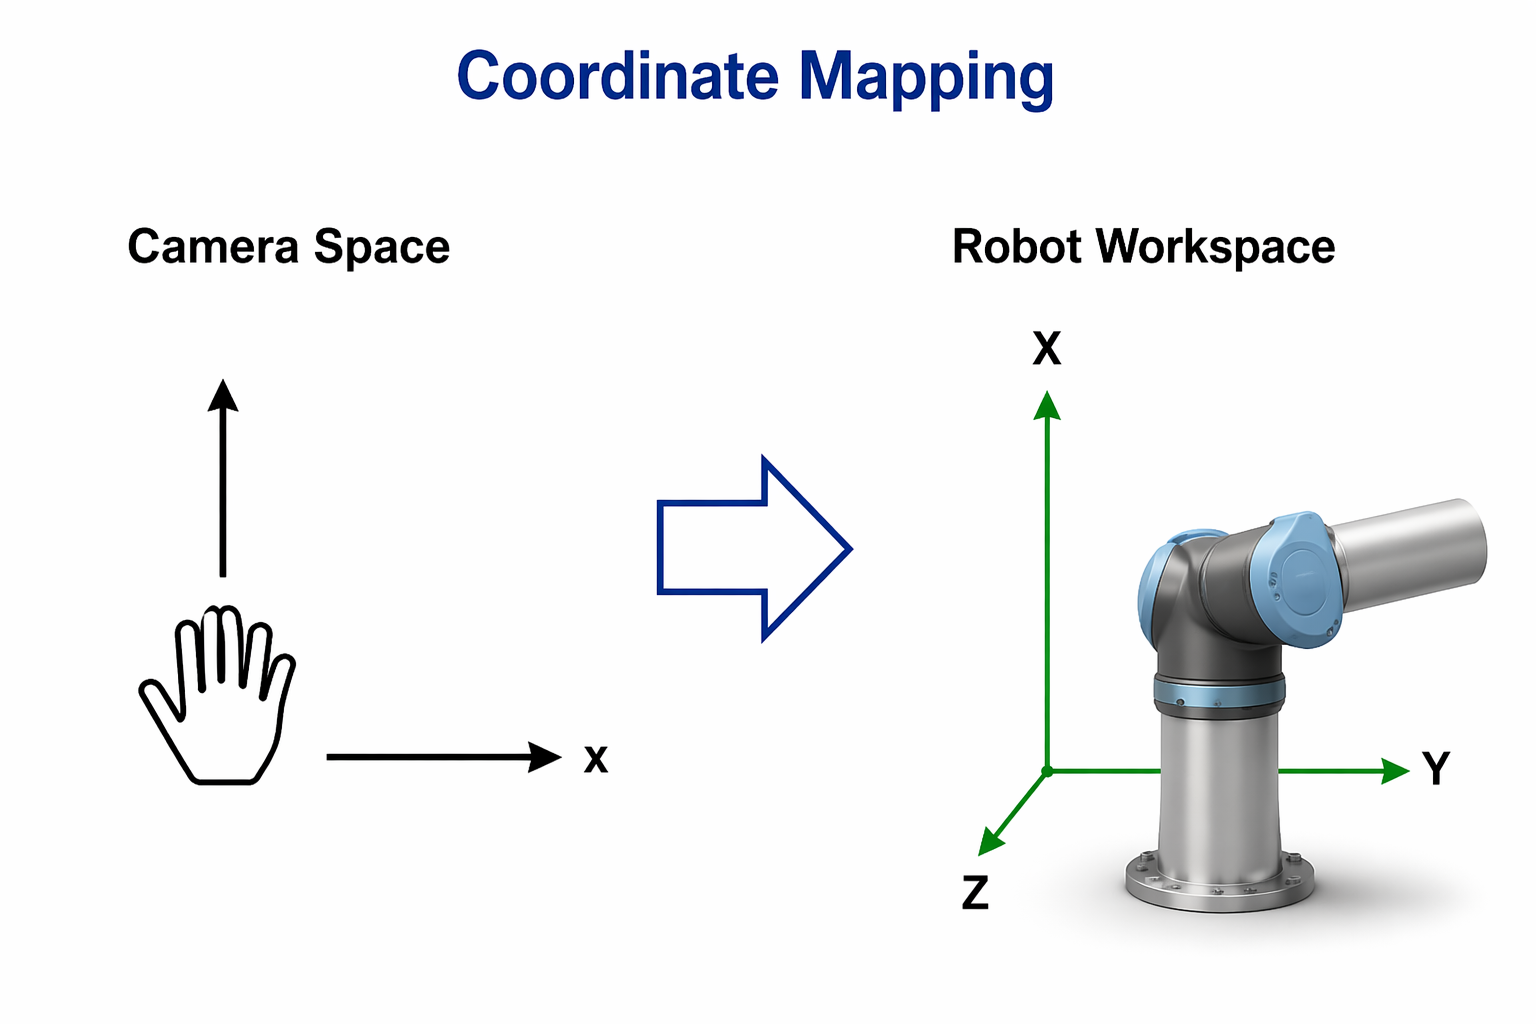 Coordinate Mapping
Camera Space
Robot Workspace
X
x
Y
Z